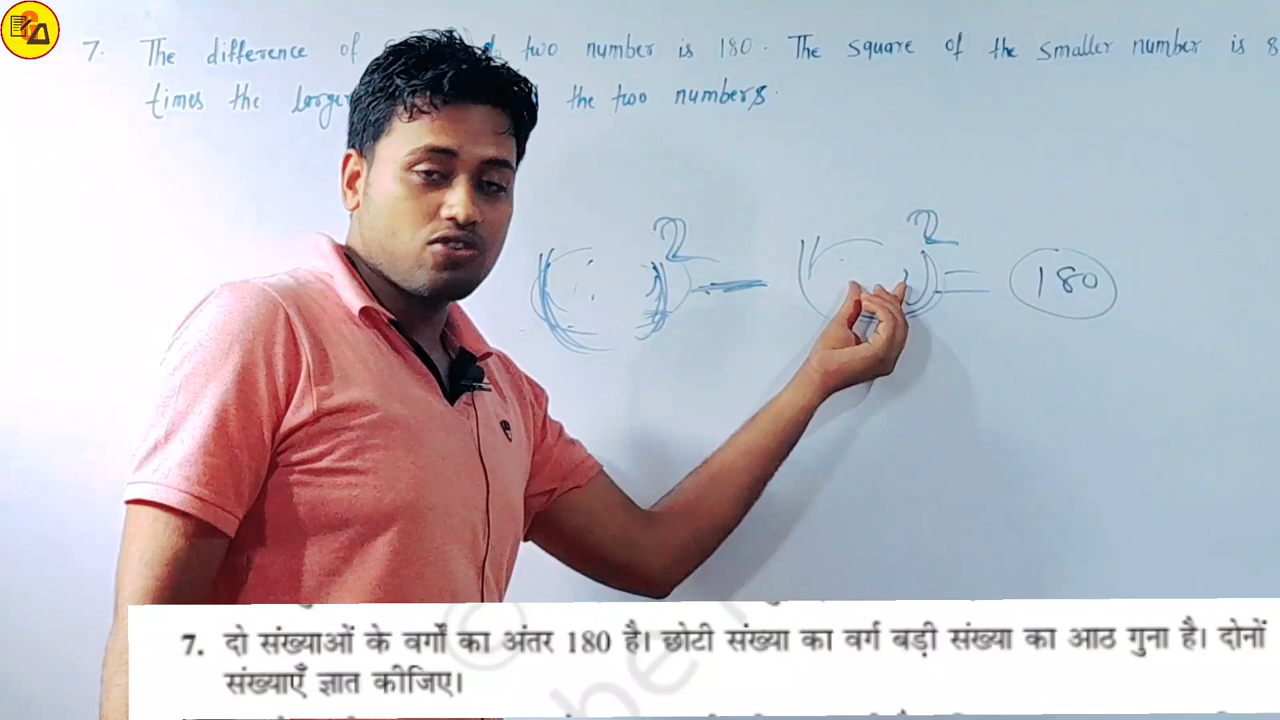 7. The difference of two number is 180. The square of the smaller number is 8
times the larger the two numbers.
( )² - ( )² = 180
7. दो संख्याओं के वर्गों का अंतर 180 है। छोटी संख्या का वर्ग बड़ी संख्या का आठ गुना है। दोनों
संख्याएँ ज्ञात कीजिए।